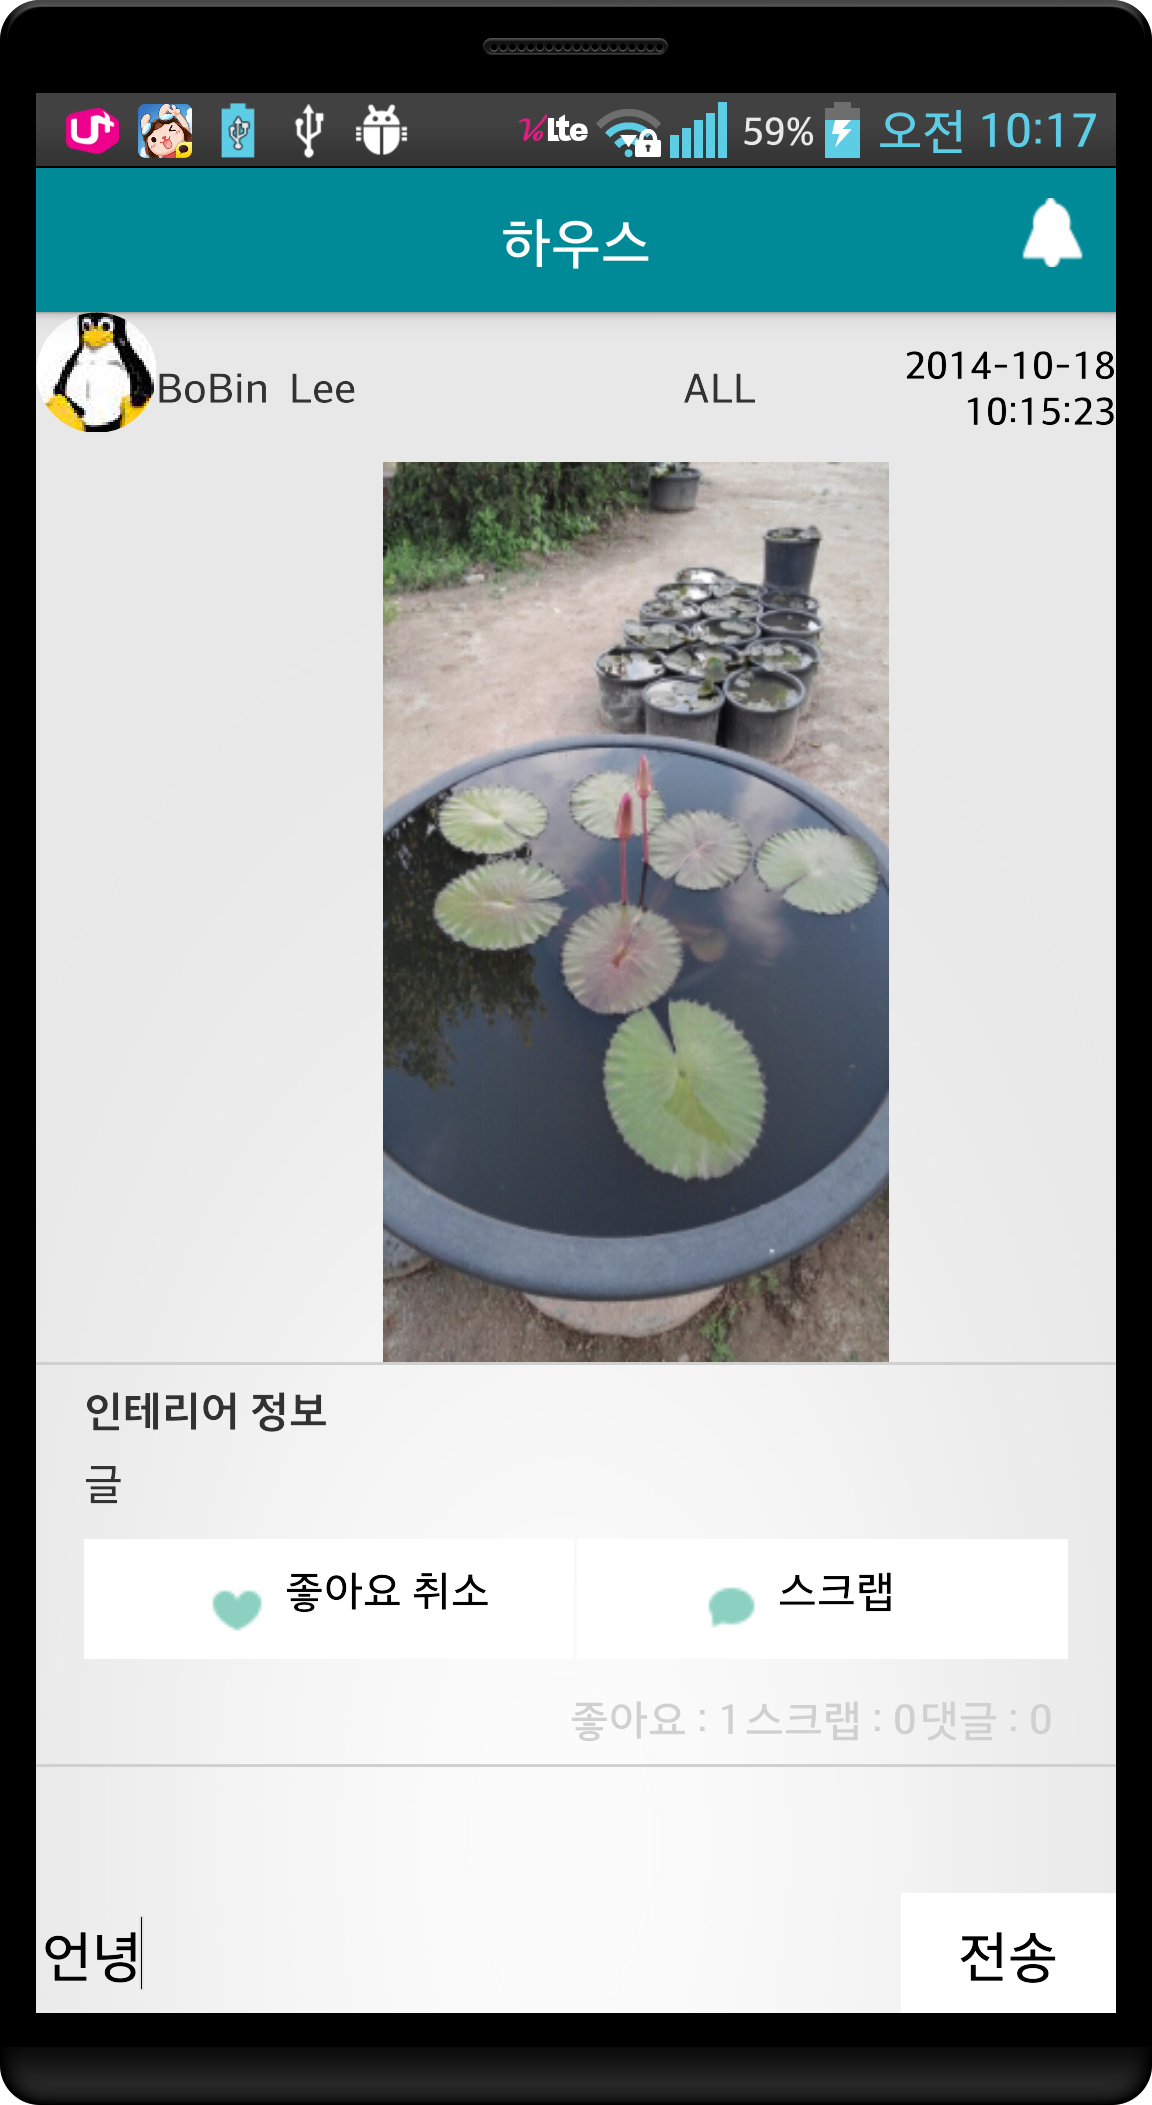 U+ VoLte 59% 오전 10:17
하우스
BoBin Lee ALL 2014-10-18
10:15:23
인테리어 정보
글
좋아요 취소 스크랩
좋아요 : 1 스크랩 : 0 댓글 : 0
언녕 전송